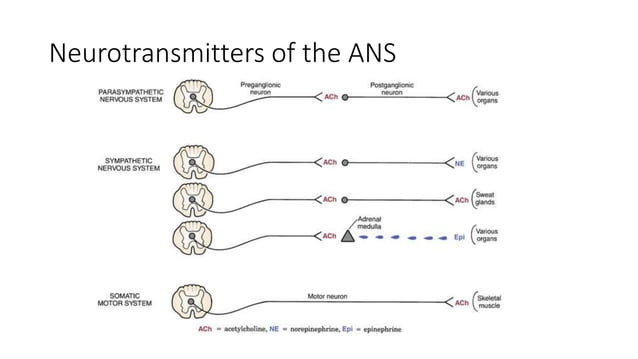 Neurotransmitters of the ANS
PARASYMPATHETIC
NERVOUS SYSTEM
Preganglionic
neuron
ACh
Postganglionic
neuron
ACh
Various
organs
SYMPATHETIC
NERVOUS SYSTEM
ACh
NE
Various
organs
ACh
ACh
Sweat
glands
ACh
Adrenal
medulla
Epi
Various
organs
SOMATIC
MOTOR SYSTEM
Motor neuron
ACh
Skeletal
muscle
ACh = acetylcholine, NE = norepinephrine, Epi = epinephrine